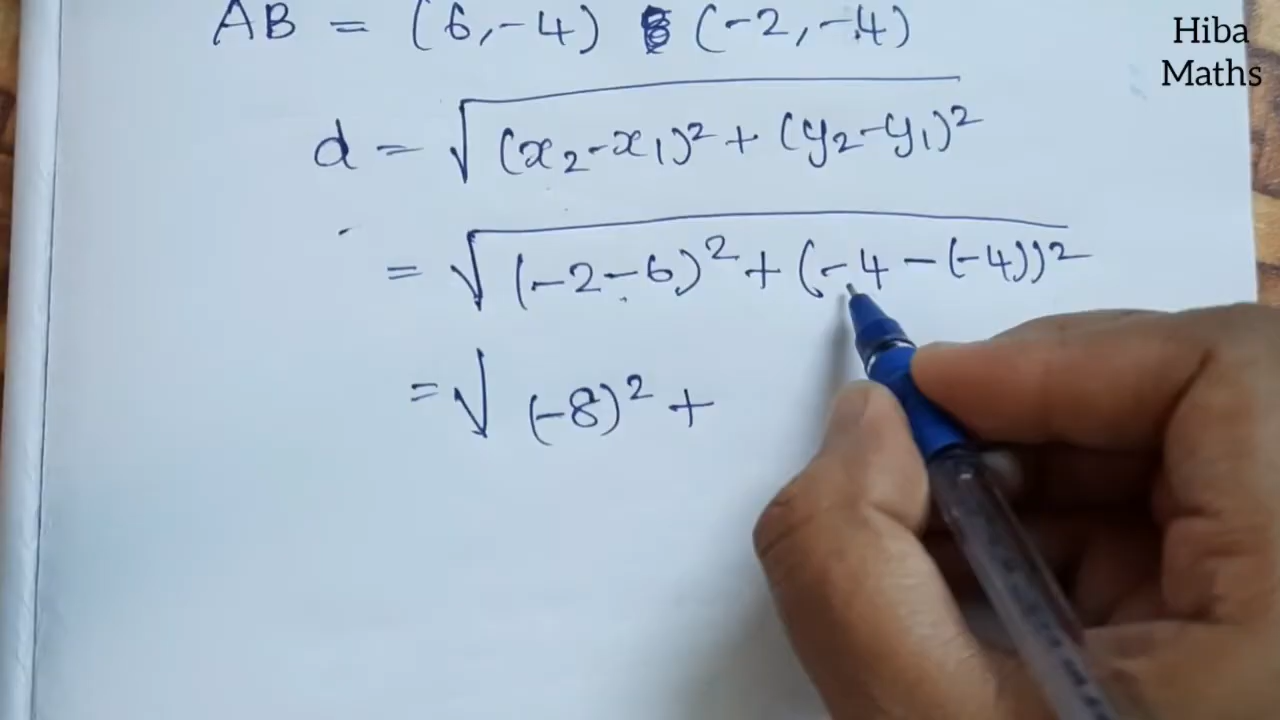 AB = (6,-4) (-2,-4)
Hiba
Maths
d = √(x₂-x₁)² + (y₂-y₁)²
= √(-2-6)² + (-4-(-4))²
= √(-8)² +